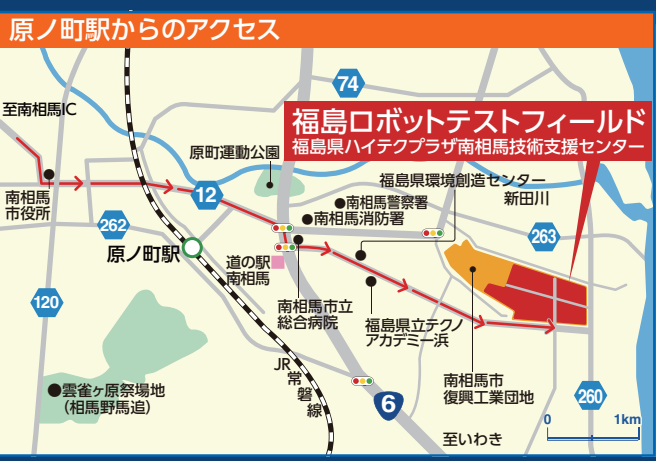 原ノ町駅からのアクセス
74
至南相馬IC
福島ロボットテストフィールド
福島県ハイテクプラザ南相馬技術支援センター
原町運動公園
福島県環境創造センター
南相馬
市役所
12
●南相馬警察署
●南相馬消防署
新田川
262
263
原ノ町駅
道の駅
南相馬
120
南相馬市立
総合病院
福島県立テクノ
アカデミー浜
JR常磐線
南相馬市
復興工業団地
●雲雀ヶ原祭場地
(相馬野馬追)
6
260
0 1km
至いわき